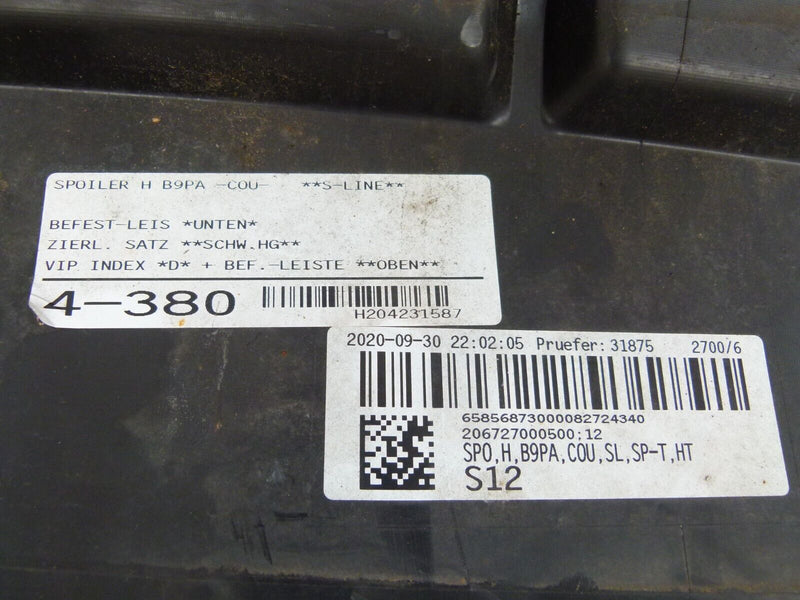 SPOILER H B9PA -COU- **S-LINE**
BEFEST-LEIS *UNTEN*
ZIERL. SATZ **SCHW.HG**
VIP INDEX *D* + BEF.-LEISTE **OBEN**
4-380
H204231587
2020-09-30 22:02:05 Pruefer:31875 2700/6
65856873000082724340
206727000500:12
SPO,H,B9PA,COU,SL,SP-T,HT
S12